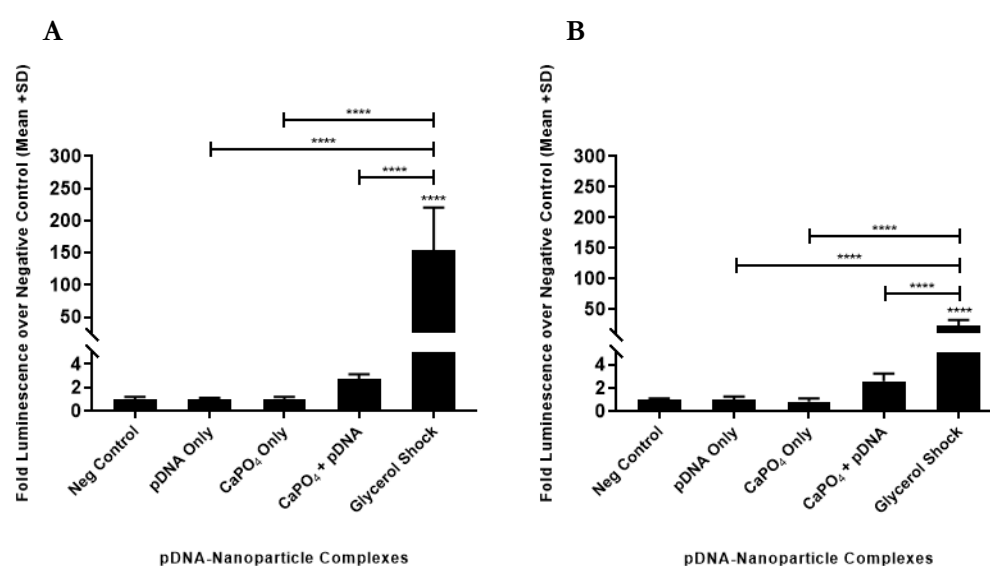 A
Fold Luminescence over Negative Control (Mean +SD)
****
****
****
****
300
250
200
150
100
50
4
2
0
Neg Control
pDNA Only
CaPO₄ Only
CaPO₄ + pDNA
Glycerol Shock
pDNA-Nanoparticle Complexes
B
Fold Luminescence over Negative Control (Mean +SD)
300
250
200
150
100
50
4
2
0
****
****
****
****
Neg Control
pDNA Only
CaPO₄ Only
CaPO₄ + pDNA
Glycerol Shock
pDNA-Nanoparticle Complexes